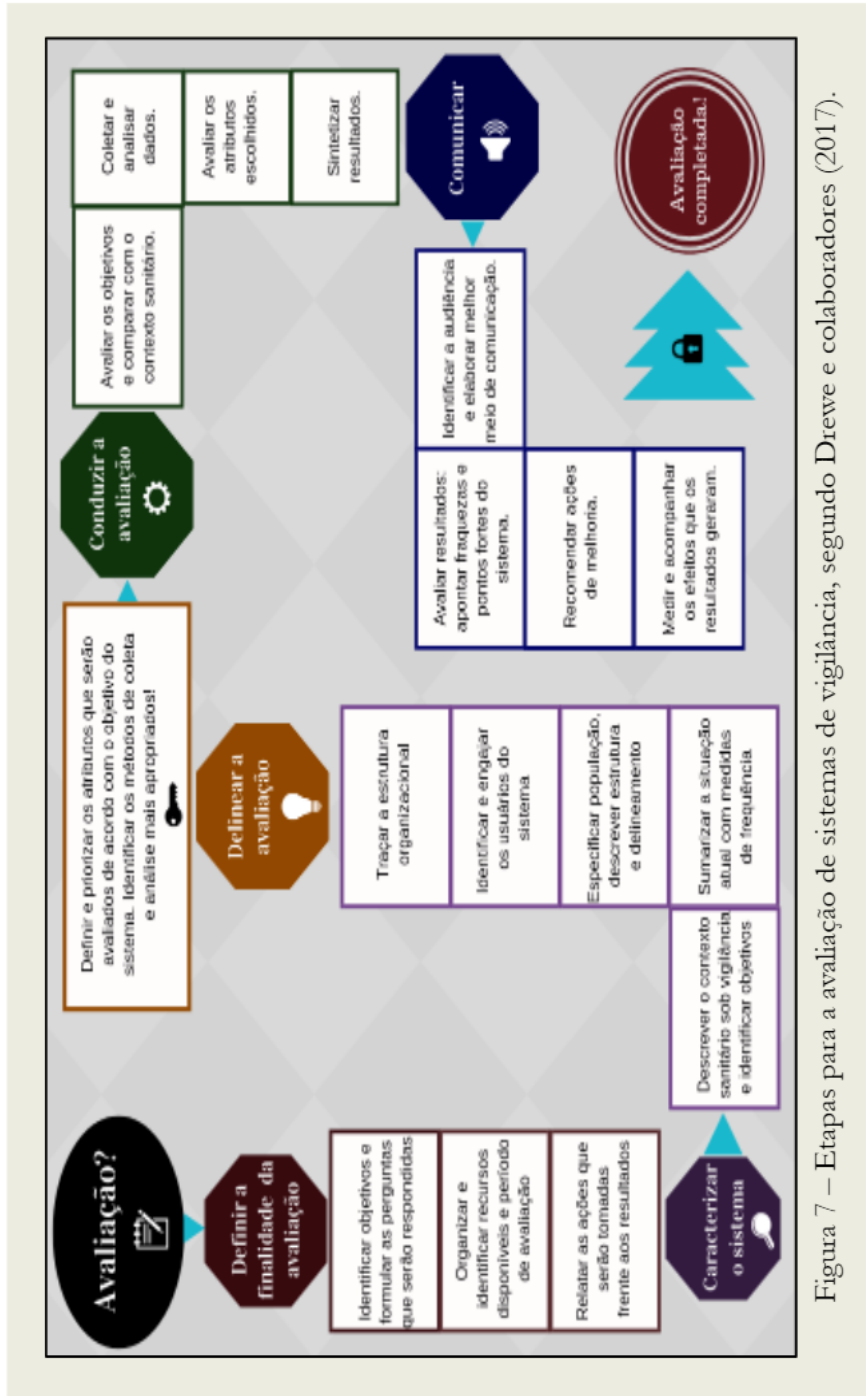 Avaliação?
Definir a
finalidade da
avaliação
Identificar objetivos e
formular as perguntas
que serão respondidas
Organizar e
identificar recursos
disponíveis e período
de avaliação
Relatar as ações que
serão tomadas
frente aos resultados
Caracterizar
o sistema
Descrever o contexto
sanitário sob vigilância
e identificar objetivos
Sumarizar a situação
atual com medidas
de frequência
Especificar população,
descrever estrutura
e delineamento
Identificar e engajar
os usuários do
sistema
Traçar a estrutura
organizacional
Delinear a
avaliação
Definir e priorizar os atributos que serão
avaliados de acordo com o objetivo do
sistema. Identificar os métodos de coleta
e análise mais apropriados!
Conduzir a
avaliação
Avaliar os objetivos
e comparar com o
contexto sanitário.
Coletar e
analisar
dados.
Avaliar os
atributos
escolhidos.
Sintetizar
resultados.
Comunicar
Identificar a audiência
e elaborar melhor
meio de comunicação.
Avaliar resultados:
apontar fraquezas e
pontos fortes do
sistema.
Recomendar ações
de melhoria.
Medir e acompanhar
os efeitos que os
resultados geraram.
Avaliação
completada!
Figura 7 – Etapas para a avaliação de sistemas de vigilância, segundo Drewe e colaboradores (2017).